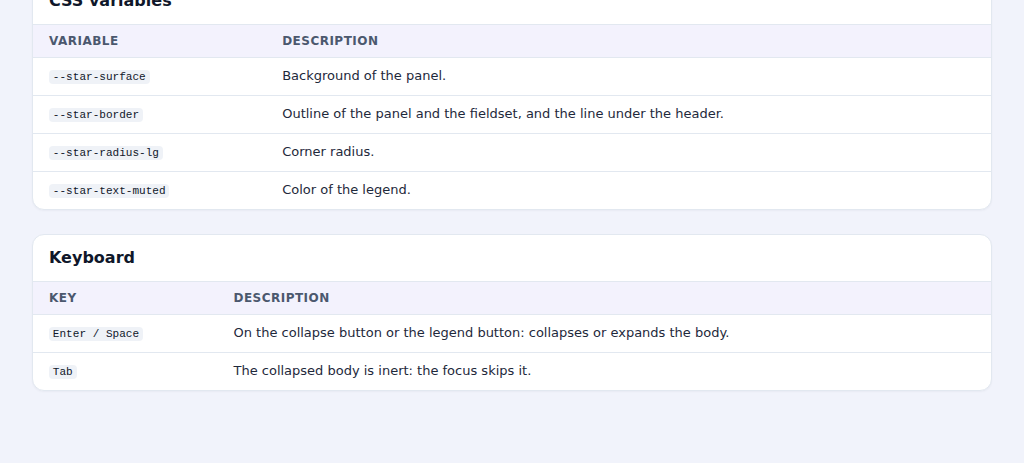 CSS variables
VARIABLE DESCRIPTION
--star-surface Background of the panel.
--star-border Outline of the panel and the fieldset, and the line under the header.
--star-radius-lg Corner radius.
--star-text-muted Color of the legend.
Keyboard
KEY DESCRIPTION
Enter / Space On the collapse button or the legend button: collapses or expands the body.
Tab The collapsed body is inert: the focus skips it.